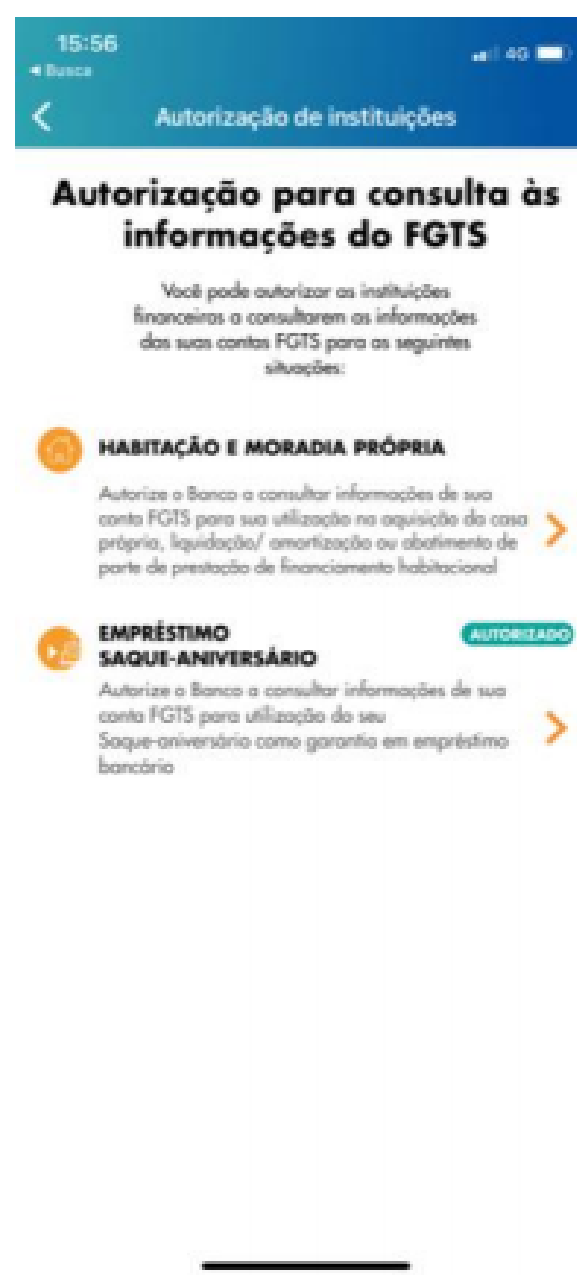 15:56
4G
◀ Busca
Autorização de instituições
Autorização para consulta às
informações do FGTS
Você pode autorizar as instituições
financeiras a consultarem as informações
das suas contas FGTS para as seguintes
situações:
HABITAÇÃO E MORADIA PRÓPRIA
Autorize o Banco a consultar informações de sua
conta FGTS para sua utilização na aquisição da casa
própria, liquidação/ amortização ou abatimento de
parte de prestação de financiamento habitacional
EMPRÉSTIMO
SAQUE-ANIVERSÁRIO
AUTORIZADO
Autorize o Banco a consultar informações de sua
conta FGTS para utilização do seu
Saque-aniversário como garantia em empréstimo
bancário